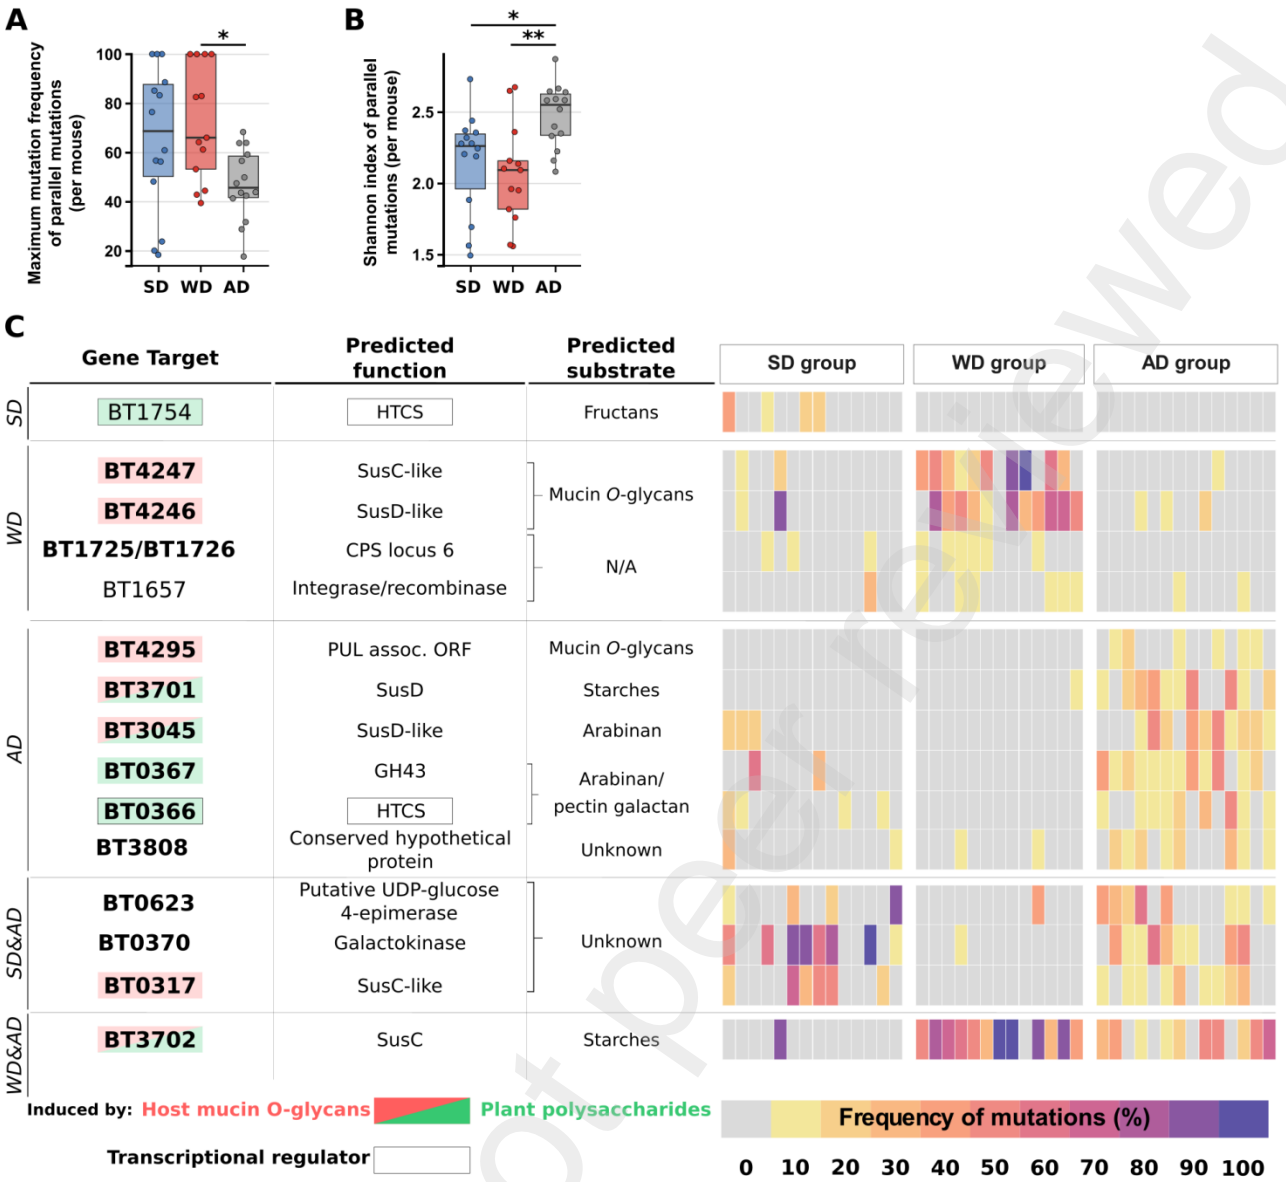 A
B
*
*
**
Maximum mutation frequency
of parallel mutations
(per mouse)
100
80
60
40
20
SD WD AD
Shannon index of parallel
mutations (per mouse)
2.5
2.0
1.5
SD WD AD
C
Gene Target
Predicted
function
Predicted
substrate
SD group
WD group
AD group
SD
BT1754
HTCS
Fructans
WD
BT4247
SusC-like
Mucin O-glycans
BT4246
SusD-like
BT1725/BT1726
CPS locus 6
N/A
BT1657
Integrase/recombinase
AD
BT4295
PUL assoc. ORF
Mucin O-glycans
BT3701
SusD
Starches
BT3045
SusD-like
Arabinan
BT0367
GH43
Arabinan/
pectin galactan
BT0366
HTCS
BT3808
Conserved hypothetical
protein
Unknown
SD&AD
BT0623
Putative UDP-glucose
4-epimerase
BT0370
Galactokinase
Unknown
BT0317
SusC-like
WD&AD
BT3702
SusC
Starches
Induced by: Host mucin O-glycans
Plant polysaccharides
Transcriptional regulator
Frequency of mutations (%)
0 10 20 30 40 50 60 70 80 90 100
ot peer reviewed